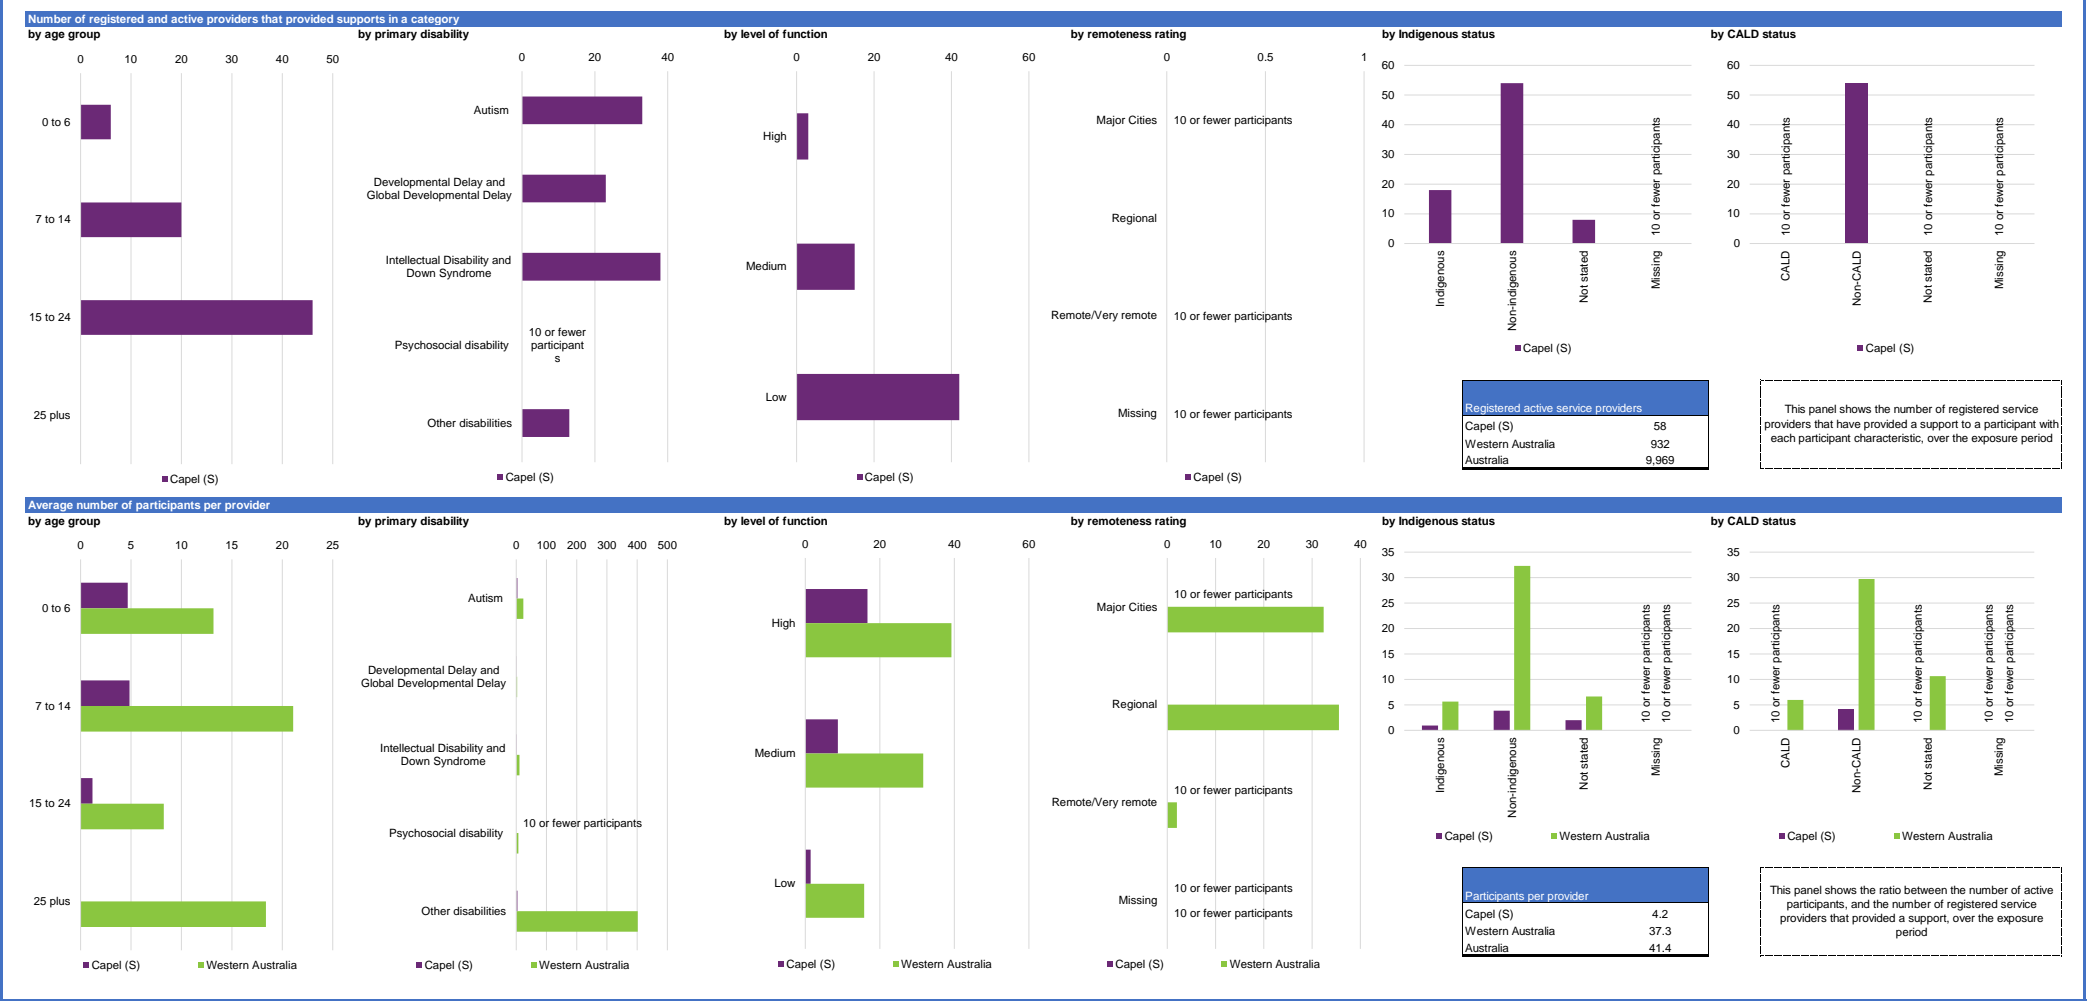 Number of registered and active providers that provided supports in a category
by age group
0 10 20 30 40 50
0 to 6
7 to 14
15 to 24
25 plus
Capel (S)
by primary disability
0 20 40
Autism
Developmental Delay and
Global Developmental Delay
Intellectual Disability and
Down Syndrome
Psychosocial disability
10 or fewer
participant
s
Other disabilities
Capel (S)
by level of function
0 20 40 60
High
Medium
Low
Capel (S)
by remoteness rating
0 0.5 1
Major Cities 10 or fewer participants
Regional
Remote/Very remote 10 or fewer participants
Missing 10 or fewer participants
Capel (S)
by Indigenous status
60
50
40
30
20
10
0
10 or fewer participants
Indigenous
Non-indigenous
Not stated
Missing
Capel (S)
by CALD status
60
50
40
30
20
10
0
10 or fewer participants
10 or fewer participants
10 or fewer participants
CALD
Non-CALD
Not stated
Missing
Capel (S)
Registered active service providers
Capel (S) 58
Western Australia 932
Australia 9,969
This panel shows the number of registered service
providers that have provided a support to a participant with
each participant characteristic, over the exposure period
Average number of participants per provider
by age group
0 5 10 15 20 25
0 to 6
7 to 14
15 to 24
25 plus
Capel (S) Western Australia
by primary disability
0 100 200 300 400 500
Autism
Developmental Delay and
Global Developmental Delay
Intellectual Disability and
Down Syndrome
10 or fewer participants
Psychosocial disability
Other disabilities
Capel (S) Western Australia
by level of function
0 20 40 60
High
Medium
Low
Capel (S) Western Australia
by remoteness rating
0 10 20 30 40
10 or fewer participants
Major Cities
Regional
10 or fewer participants
Remote/Very remote
10 or fewer participants
Missing
10 or fewer participants
Capel (S) Western Australia
by Indigenous status
35
30
25
20
15
10
5
0
10 or fewer participants
10 or fewer participants
Indigenous
Non-indigenous
Not stated
Missing
Capel (S) Western Australia
by CALD status
35
30
25
20
15
10
5
0
10 or fewer participants
10 or fewer participants
10 or fewer participants
10 or fewer participants
CALD
Non-CALD
Not stated
Missing
Capel (S) Western Australia
Participants per provider
Capel (S) 4.2
Western Australia 37.3
Australia 41.4
This panel shows the ratio between the number of active
participants, and the number of registered service
providers that provided a support, over the exposure
period